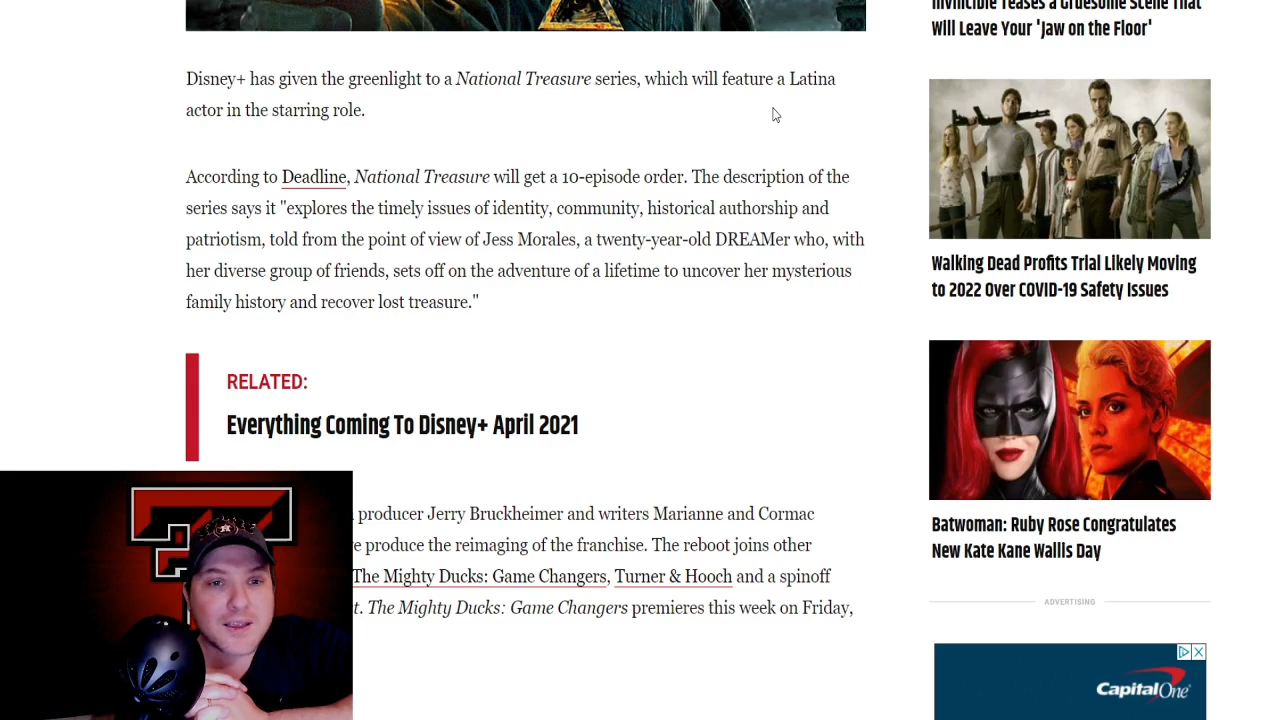 Disney+ has given the greenlight to a National Treasure series, which will feature a Latina
actor in the starring role.
According to Deadline, National Treasure will get a 10-episode order. The description of the
series says it "explores the timely issues of identity, community, historical authorship and
patriotism, told from the point of view of Jess Morales, a twenty-year-old DREAMer who, with
her diverse group of friends, sets off on the adventure of a lifetime to uncover her mysterious
family history and recover lost treasure."
RELATED:
Everything Coming To Disney+ April 2021
producer Jerry Bruckheimer and writers Marianne and Cormac
produce the reimaging of the franchise. The reboot joins other
The Mighty Ducks: Game Changers, Turner & Hooch and a spinoff
t. The Mighty Ducks: Game Changers premieres this week on Friday,
Invincible Teases a Gruesome Scene That
Will Leave Your 'Jaw on the Floor'
Walking Dead Profits Trial Likely Moving
to 2022 Over COVID-19 Safety Issues
Batwoman: Ruby Rose Congratulates
New Kate Kane Wallls Day
ADVERTISING
Capital One